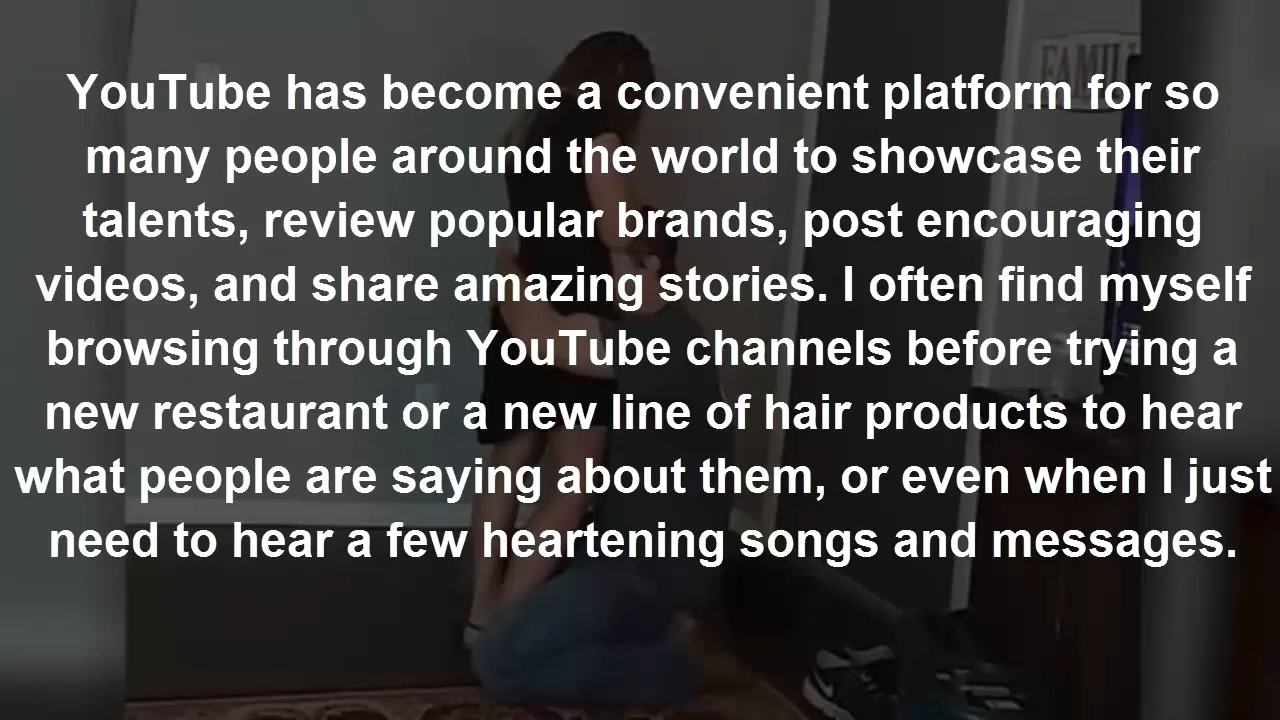 FAMIL
YouTube has become a convenient platform for so
many people around the world to showcase their
talents, review popular brands, post encouraging
videos, and share amazing stories. I often find myself
browsing through YouTube channels before trying a
new restaurant or a new line of hair products to hear
what people are saying about them, or even when I just
need to hear a few heartening songs and messages.